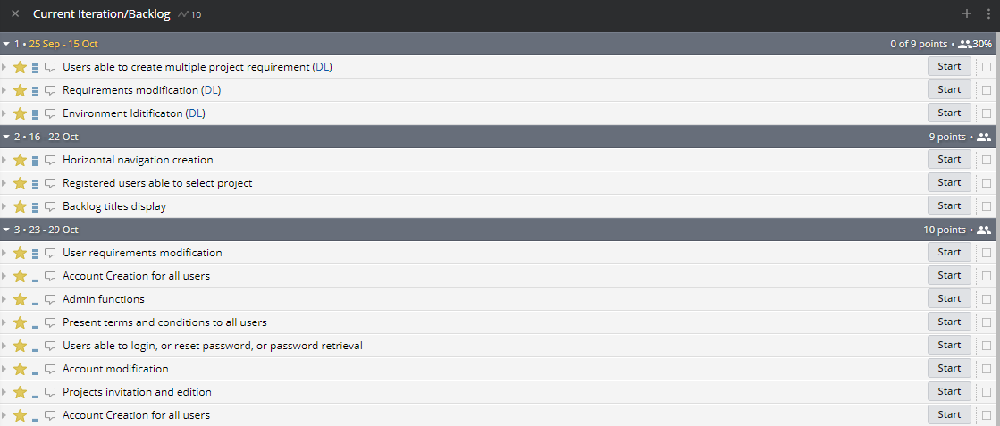 Current Iteration/Backlog 10
1 • 25 Sep - 15 Oct 0 of 9 points • 30%
Users able to create multiple project requirement (DL) Start
Requirements modification (DL) Start
Environment Iditificaton (DL) Start
2 • 16 - 22 Oct 9 points •
Horizontal navigation creation Start
Registered users able to select project Start
Backlog titles display Start
3 • 23 - 29 Oct 10 points •
User requirements modification Start
Account Creation for all users Start
Admin functions Start
Present terms and conditions to all users Start
Users able to login, or reset password, or password retrieval Start
Account modification Start
Projects invitation and edition Start
Account Creation for all users Start